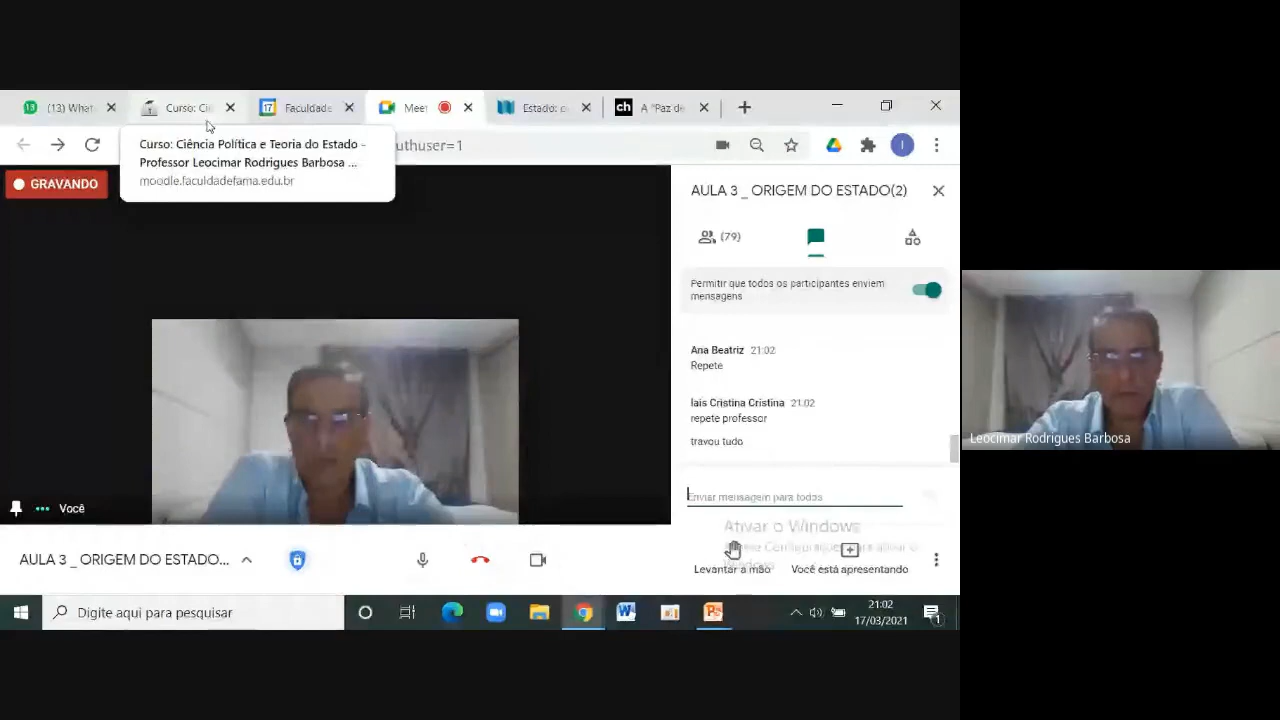 (13) What
Curso: Ci
Faculdade
Meet
Estado: o
A "Paz de
uthuser=1
Curso: Ciência Política e Teoria do Estado -
Professor Leocimar Rodrigues Barbosa ...
moodle.faculdadefama.edu.br
GRAVANDO
AULA 3 _ ORIGEM DO ESTADO(2)
(79)
Permitir que todos os participantes enviem
mensagens
Ana Beatriz 21:02
Repete
Iais Cristina Cristina 21:02
repete professor
travou tudo
Enviar mensagem para todos
Ativar o Windows
Você
AULA 3 _ ORIGEM DO ESTADO...
Levantar a mão
Você está apresentando
Digite aqui para pesquisar
21:02
17/03/2021
Leocimar Rodrigues Barbosa